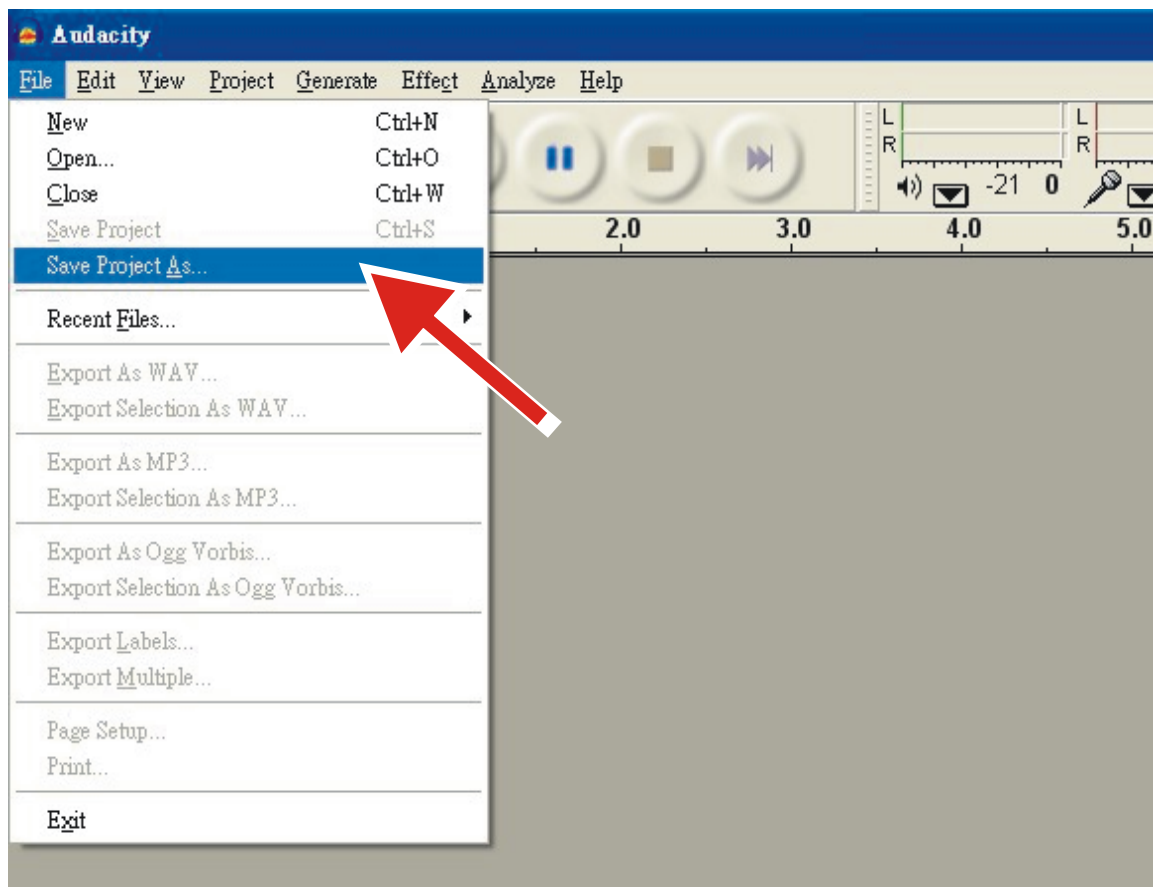 Audacity
File Edit View Project Generate Effect Analyze Help
New Ctrl+N
Open... Ctrl+O
Close Ctrl+W
Save Project Ctrl+S
Save Project As...
Recent Files...
Export As WAV...
Export Selection As WAV...
Export As MP3...
Export Selection As MP3...
Export As Ogg Vorbis...
Export Selection As Ogg Vorbis...
Export Labels...
Export Multiple...
Page Setup...
Print...
Exit
L L
R R
-21 0
2.0 3.0 4.0 5.0